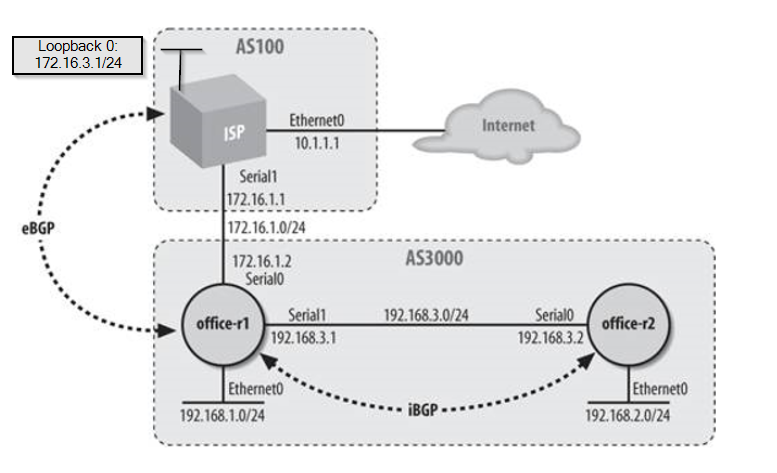 Loopback 0:
172.16.3.1/24
AS100
ISP
Ethernet0
10.1.1.1
Internet
Serial1
172.16.1.1
172.16.1.0/24
eBGP
172.16.1.2
Serial0
AS3000
office-r1
Serial1
192.168.3.1
192.168.3.0/24
Serial0
192.168.3.2
office-r2
Ethernet0
192.168.1.0/24
iBGP
Ethernet0
192.168.2.0/24